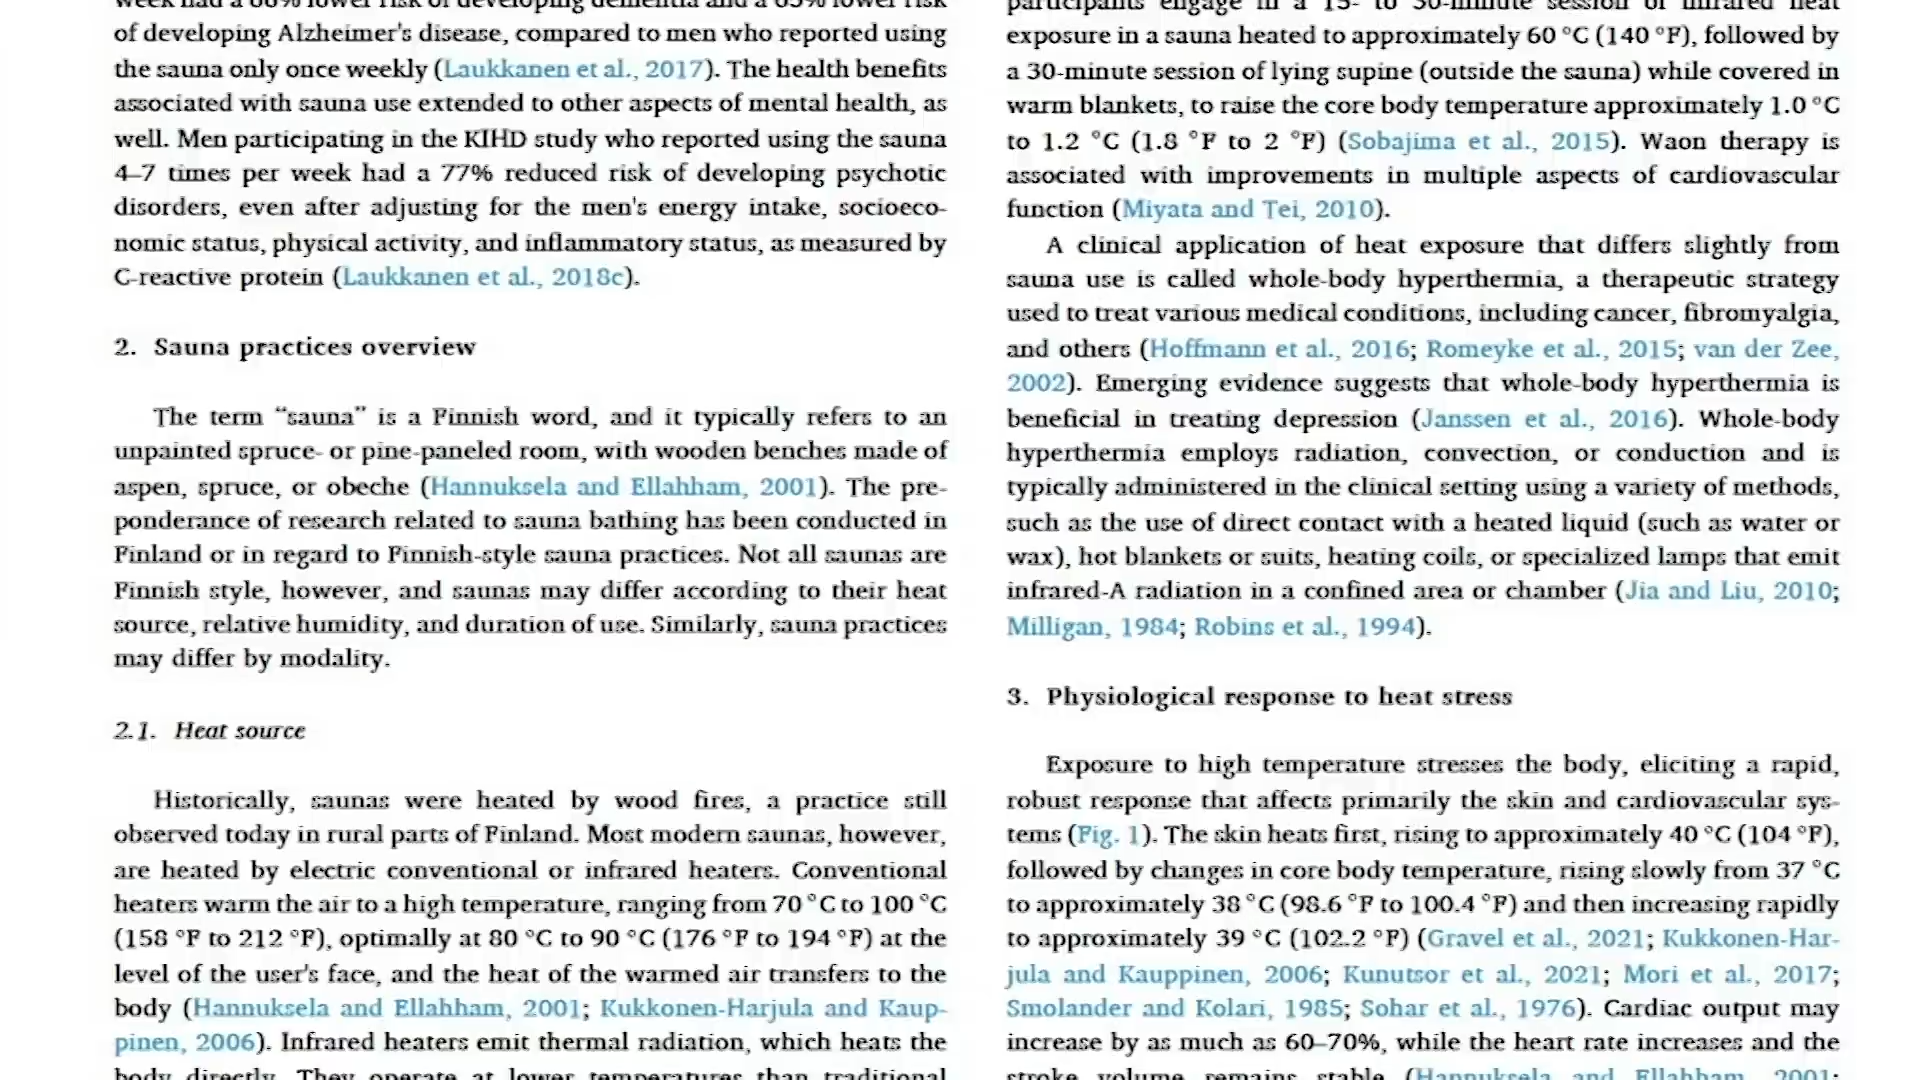 of developing Alzheimer's disease, compared to men who reported using
the sauna only once weekly (Laukkanen et al., 2017). The health benefits
associated with sauna use extended to other aspects of mental health, as
well. Men participating in the KIHD study who reported using the sauna
4–7 times per week had a 77% reduced risk of developing psychotic
disorders, even after adjusting for the men's energy intake, socioeco-
nomic status, physical activity, and inflammatory status, as measured by
C-reactive protein (Laukkanen et al., 2018c).
2. Sauna practices overview
The term “sauna” is a Finnish word, and it typically refers to an
unpainted spruce- or pine-paneled room, with wooden benches made of
aspen, spruce, or obeche (Hannuksela and Ellahham, 2001). The pre-
ponderance of research related to sauna bathing has been conducted in
Finland or in regard to Finnish-style sauna practices. Not all saunas are
Finnish style, however, and saunas may differ according to their heat
source, relative humidity, and duration of use. Similarly, sauna practices
may differ by modality.
2.1. Heat source
Historically, saunas were heated by wood fires, a practice still
observed today in rural parts of Finland. Most modern saunas, however,
are heated by electric conventional or infrared heaters. Conventional
heaters warm the air to a high temperature, ranging from 70 °C to 100 °C
(158 °F to 212 °F), optimally at 80 °C to 90 °C (176 °F to 194 °F) at the
level of the user's face, and the heat of the warmed air transfers to the
body (Hannuksela and Ellahham, 2001; Kukkonen-Harjula and Kaup-
pinen, 2006). Infrared heaters emit thermal radiation, which heats the
body directly. They operate at lower temperatures than traditional
participants engage in a 15- to 30-minute session of infrared heat
exposure in a sauna heated to approximately 60 °C (140 °F), followed by
a 30-minute session of lying supine (outside the sauna) while covered in
warm blankets, to raise the core body temperature approximately 1.0 °C
to 1.2 °C (1.8 °F to 2 °F) (Sobajima et al., 2015). Waon therapy is
associated with improvements in multiple aspects of cardiovascular
function (Miyata and Tei, 2010).
A clinical application of heat exposure that differs slightly from
sauna use is called whole-body hyperthermia, a therapeutic strategy
used to treat various medical conditions, including cancer, fibromyalgia,
and others (Hoffmann et al., 2016; Romeyke et al., 2015; van der Zee,
2002). Emerging evidence suggests that whole-body hyperthermia is
beneficial in treating depression (Janssen et al., 2016). Whole-body
hyperthermia employs radiation, convection, or conduction and is
typically administered in the clinical setting using a variety of methods,
such as the use of direct contact with a heated liquid (such as water or
wax), hot blankets or suits, heating coils, or specialized lamps that emit
infrared-A radiation in a confined area or chamber (Jia and Liu, 2010;
Milligan, 1984; Robins et al., 1994).
3. Physiological response to heat stress
Exposure to high temperature stresses the body, eliciting a rapid,
robust response that affects primarily the skin and cardiovascular sys-
tems (Fig. 1). The skin heats first, rising to approximately 40 °C (104 °F),
followed by changes in core body temperature, rising slowly from 37 °C
to approximately 38 °C (98.6 °F to 100.4 °F) and then increasing rapidly
to approximately 39 °C (102.2 °F) (Gravel et al., 2021; Kukkonen-Har-
jula and Kauppinen, 2006; Kunutsor et al., 2021; Mori et al., 2017;
Smolander and Kolari, 1985; Sohar et al., 1976). Cardiac output may
increase by as much as 60–70%, while the heart rate increases and the
stroke volume remains stable (Hannuksela and Ellahham, 2001;